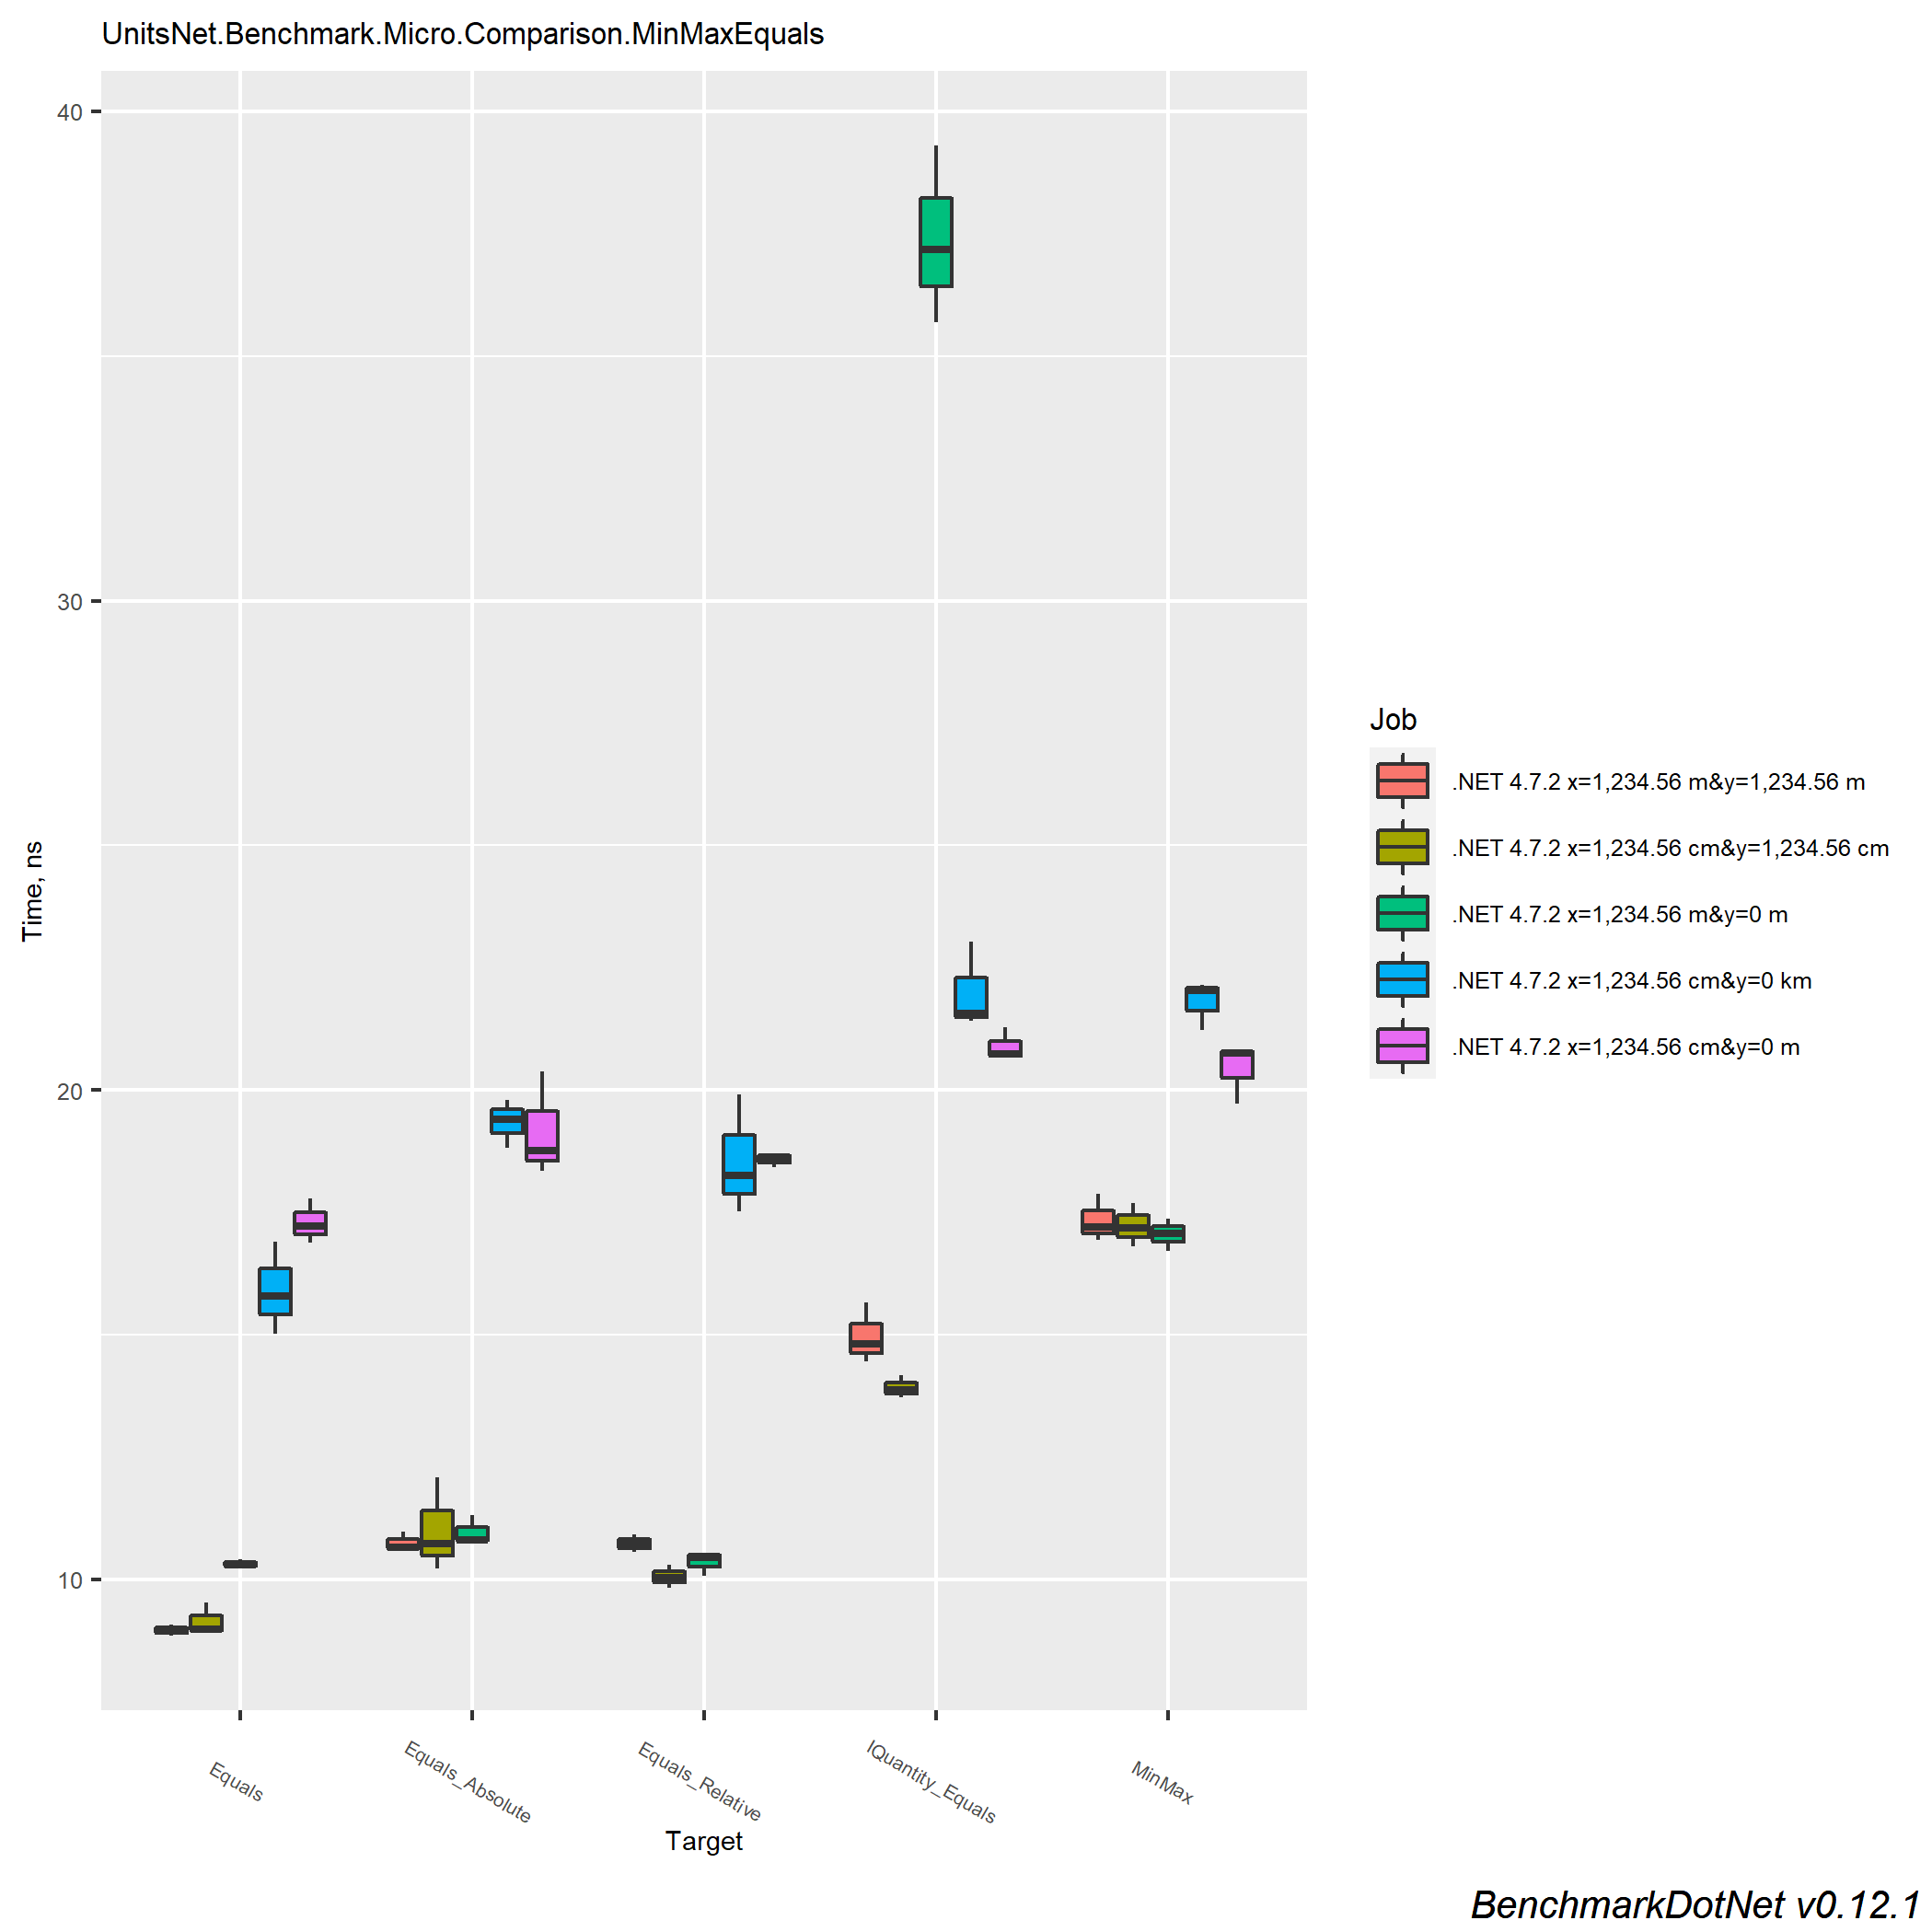 UnitsNet.Benchmark.Micro.Comparison.MinMaxEquals
40
30
20
10
Time, ns
Equals
Equals_Absolute
Equals_Relative
IQuantity_Equals
MinMax
Target
Job
.NET 4.7.2 x=1,234.56 m&y=1,234.56 m
.NET 4.7.2 x=1,234.56 cm&y=1,234.56 cm
.NET 4.7.2 x=1,234.56 m&y=0 m
.NET 4.7.2 x=1,234.56 cm&y=0 km
.NET 4.7.2 x=1,234.56 cm&y=0 m
BenchmarkDotNet v0.12.1